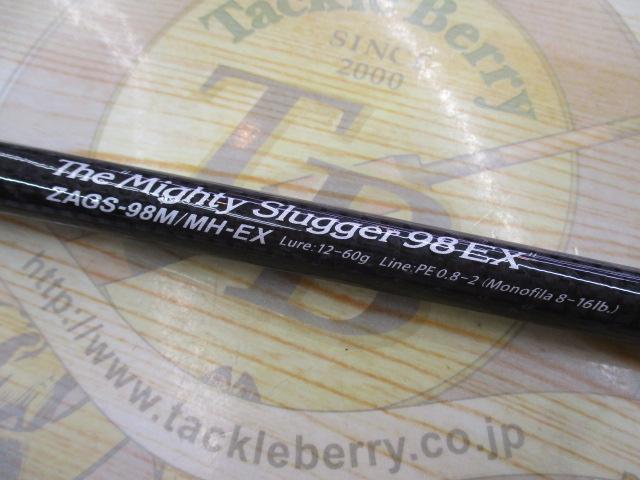 Tackle Berry
SINCE
2000
TB
The "Mighty Slugger 98 EX"
ZAGS-98M/MH-EX Lure:12-60g Line:PE 0.8-2 (Monofila 8-16lb.)
http://www.tackleberry.co.jp